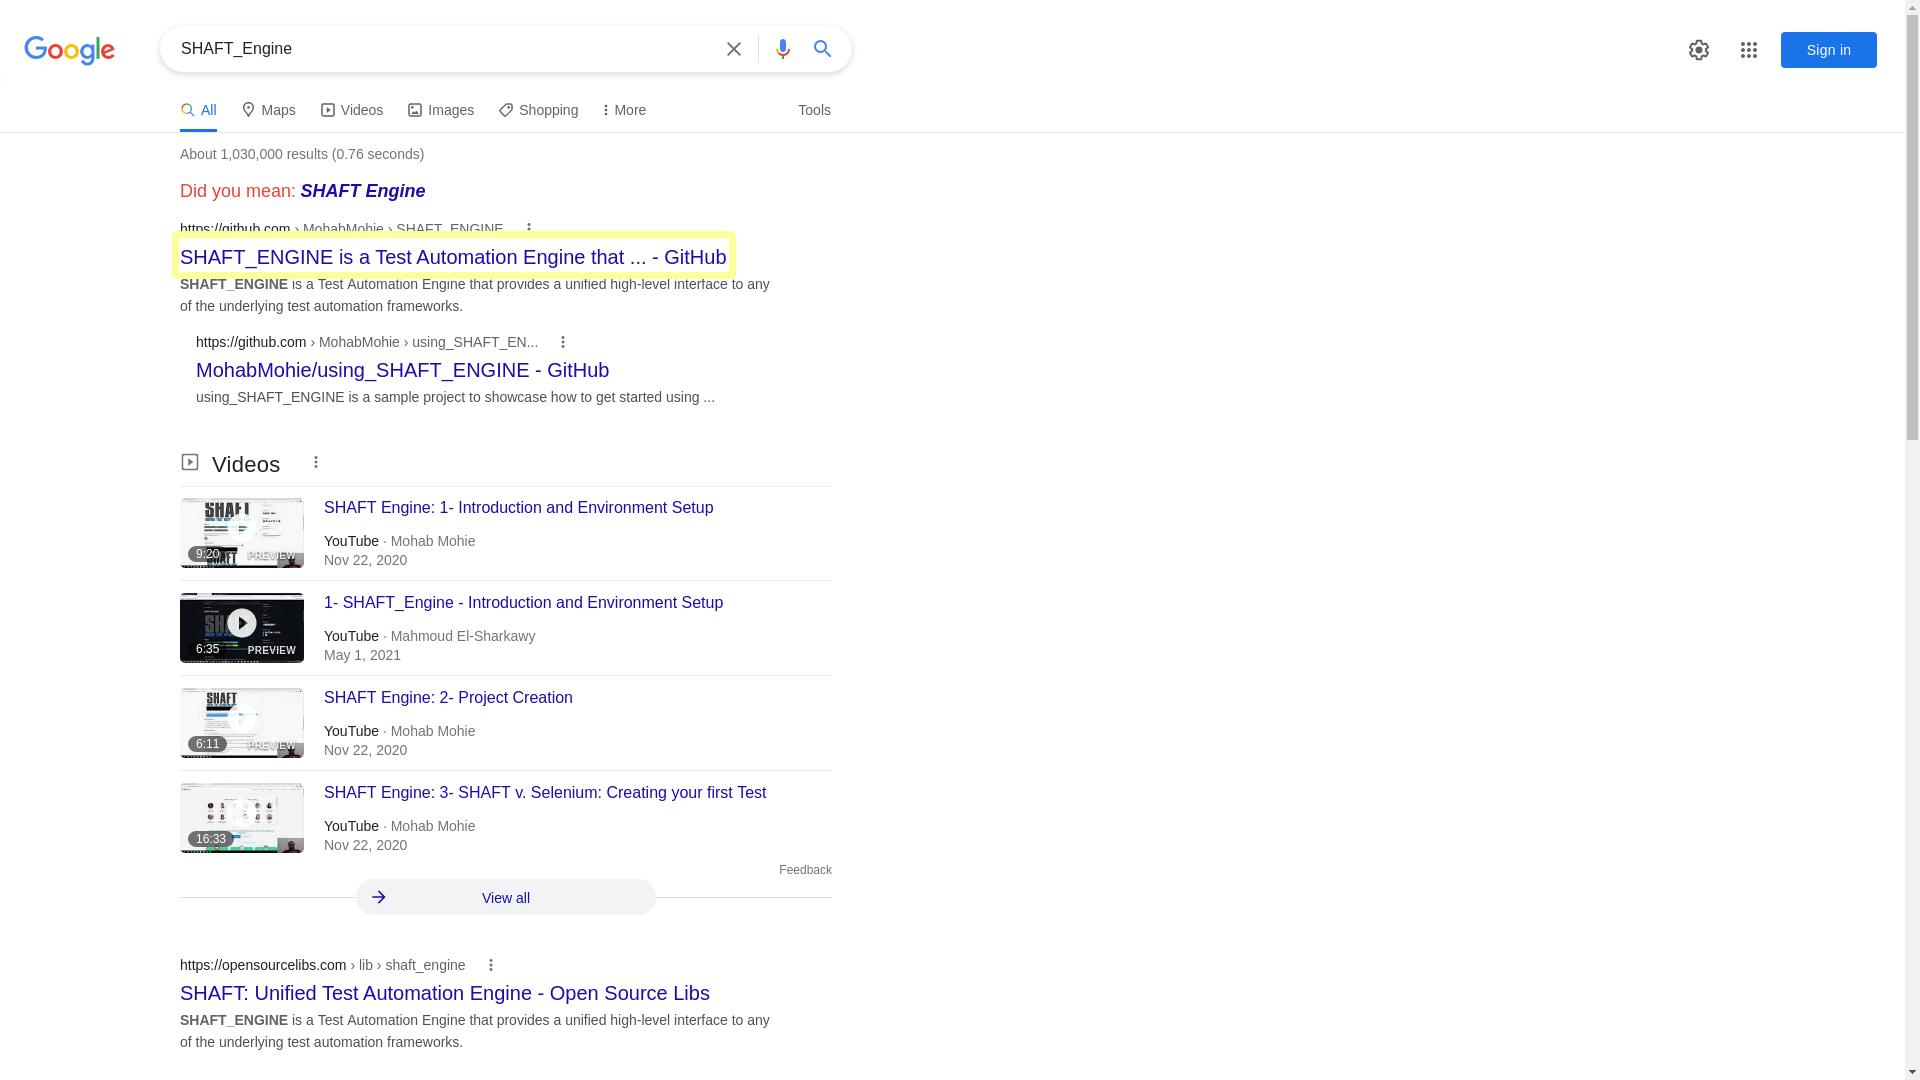 Google
SHAFT_Engine
Sign in
All
Maps
Videos
Images
Shopping
More
Tools
About 1,030,000 results (0.76 seconds)
Did you mean: SHAFT Engine
https://github.com › MohabMohie › SHAFT_ENGINE
SHAFT_ENGINE is a Test Automation Engine that ... - GitHub
SHAFT_ENGINE is a Test Automation Engine that provides a unified high-level interface to any
of the underlying test automation frameworks.
https://github.com › MohabMohie › using_SHAFT_EN...
MohabMohie/using_SHAFT_ENGINE - GitHub
using_SHAFT_ENGINE is a sample project to showcase how to get started using ...
Videos
SHAFT
9:20
PREVIEW
SHAFT Engine: 1- Introduction and Environment Setup
YouTube · Mohab Mohie
Nov 22, 2020
6:35
PREVIEW
1- SHAFT_Engine - Introduction and Environment Setup
YouTube · Mahmoud El-Sharkawy
May 1, 2021
SHAFT
6:11
PREVIEW
SHAFT Engine: 2- Project Creation
YouTube · Mohab Mohie
Nov 22, 2020
16:33
SHAFT Engine: 3- SHAFT v. Selenium: Creating your first Test
YouTube · Mohab Mohie
Nov 22, 2020
Feedback
View all
https://opensourcelibs.com › lib › shaft_engine
SHAFT: Unified Test Automation Engine - Open Source Libs
SHAFT_ENGINE is a Test Automation Engine that provides a unified high-level interface to any
of the underlying test automation frameworks.